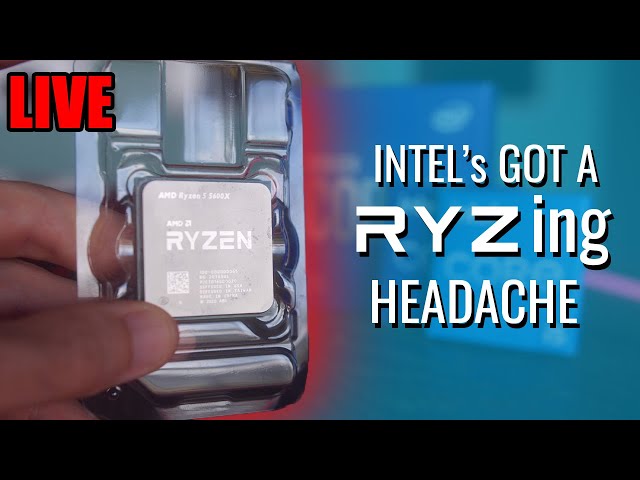 LIVE
AMD Ryzen 5 5600X
AMD
RYZEN
INTEL's GOT A
RYZing
HEADACHE